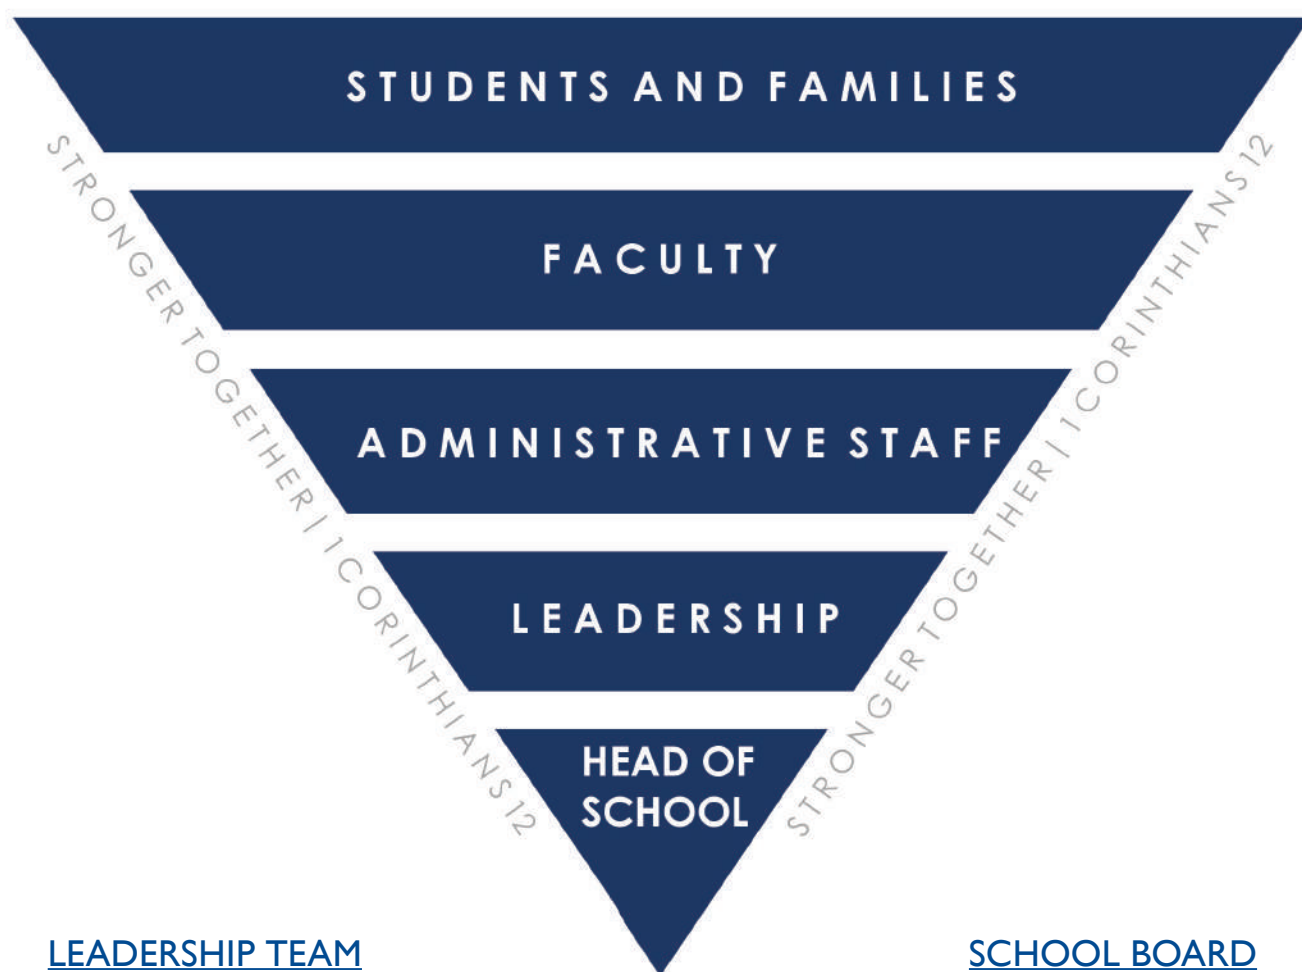 STUDENTS AND FAMILIES
STRONGER TOGETHER | 1 CORINTHIANS 12
STRONGER TOGETHER | 1 CORINTHIANS 12
FACULTY
ADMINISTRATIVE STAFF
LEADERSHIP
HEAD OF
SCHOOL
LEADERSHIP TEAM
SCHOOL BOARD